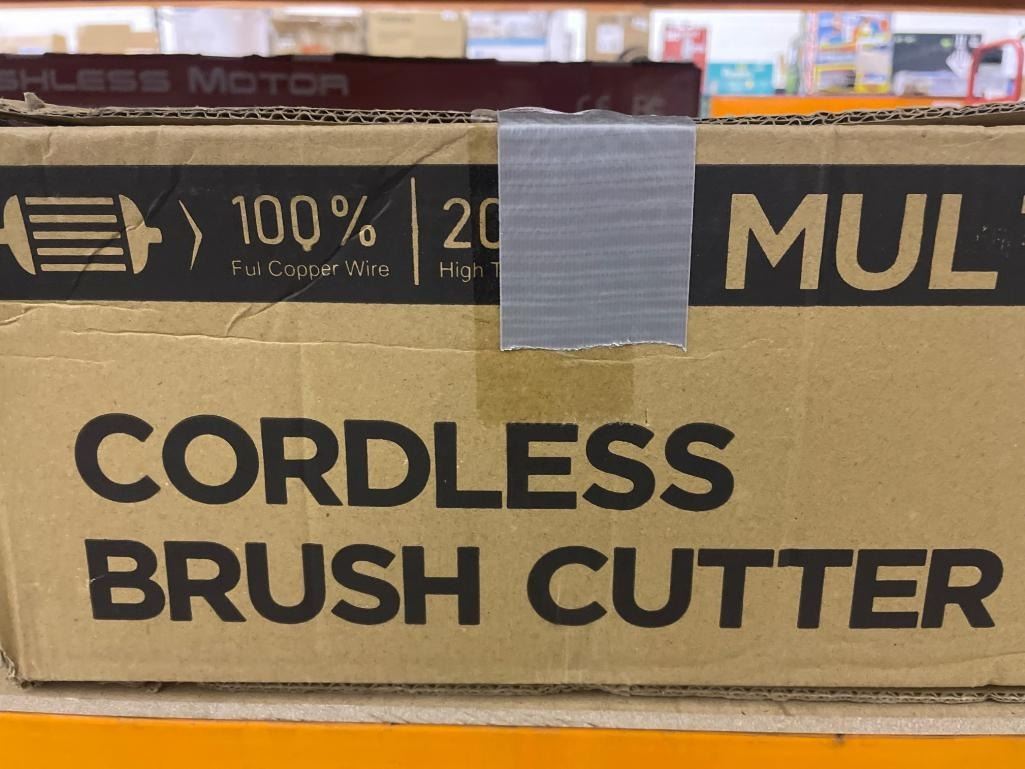 SHLESS MOTOR
100% | 20
Ful Copper Wire
High T
MUL
CORDLESS
BRUSH CUTTER